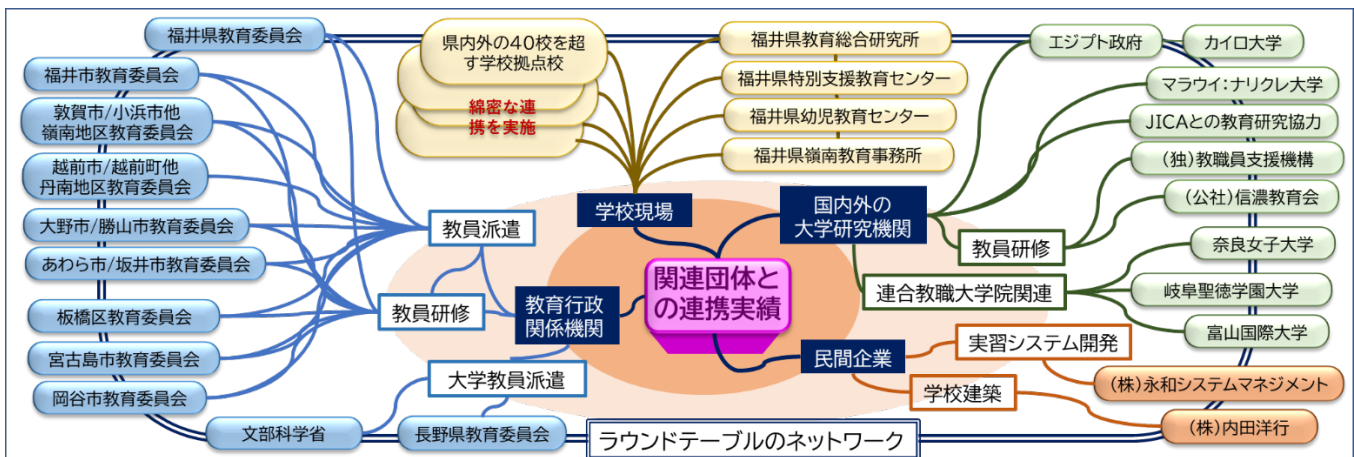 福井県教育委員会
福井市教育委員会
敦賀市/小浜市他
嶺南地区教育委員会
越前市/越前町他
丹南地区教育委員会
大野市/勝山市教育委員会
あわら市/坂井市教育委員会
板橋区教育委員会
宮古島市教育委員会
岡谷市教育委員会
文部科学省
長野県教育委員会
県内外の40校を超
す学校拠点校
綿密な連
携を実施
福井県教育総合研究所
福井県特別支援教育センター
福井県幼児教育センター
福井県嶺南教育事務所
エジプト政府
カイロ大学
マラウイ:ナリクレ大学
JICAとの教育研究協力
(独)教職員支援機構
(公社)信濃教育会
奈良女子大学
岐阜聖徳学園大学
富山国際大学
学校現場
国内外の
大学研究機関
教員派遣
教員研修
教育行政
関係機関
大学教員派遣
関連団体と
の連携実績
教員研修
連合教職大学院関連
民間企業
実習システム開発
学校建築
(株)永和システムマネジメント
(株)内田洋行
ラウンドテーブルのネットワーク